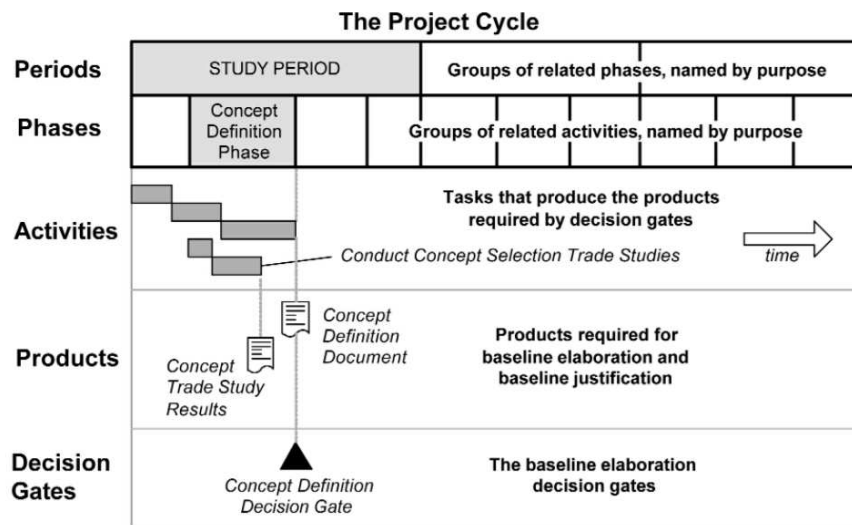 The Project Cycle
Periods
STUDY PERIOD
Groups of related phases, named by purpose
Phases
Concept
Definition
Phase
Groups of related activities, named by purpose
Activities
Tasks that produce the products
required by decision gates
Conduct Concept Selection Trade Studies
time
Products
Concept
Definition
Document
Concept
Trade Study
Results
Products required for
baseline elaboration and
baseline justification
Decision
Gates
Concept Definition
Decision Gate
The baseline elaboration
decision gates